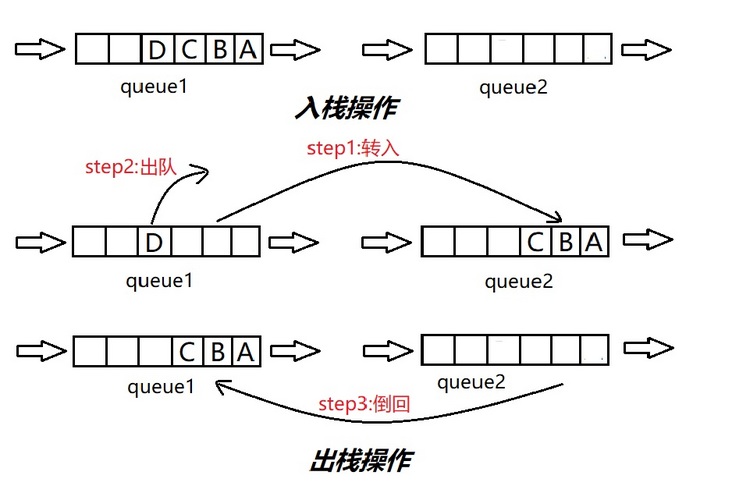 D C B A
queue1
queue2
入栈操作
step1:转入
step2:出队
D
C B A
queue1
queue2
C B A
queue1
queue2
step3:倒回
出栈操作